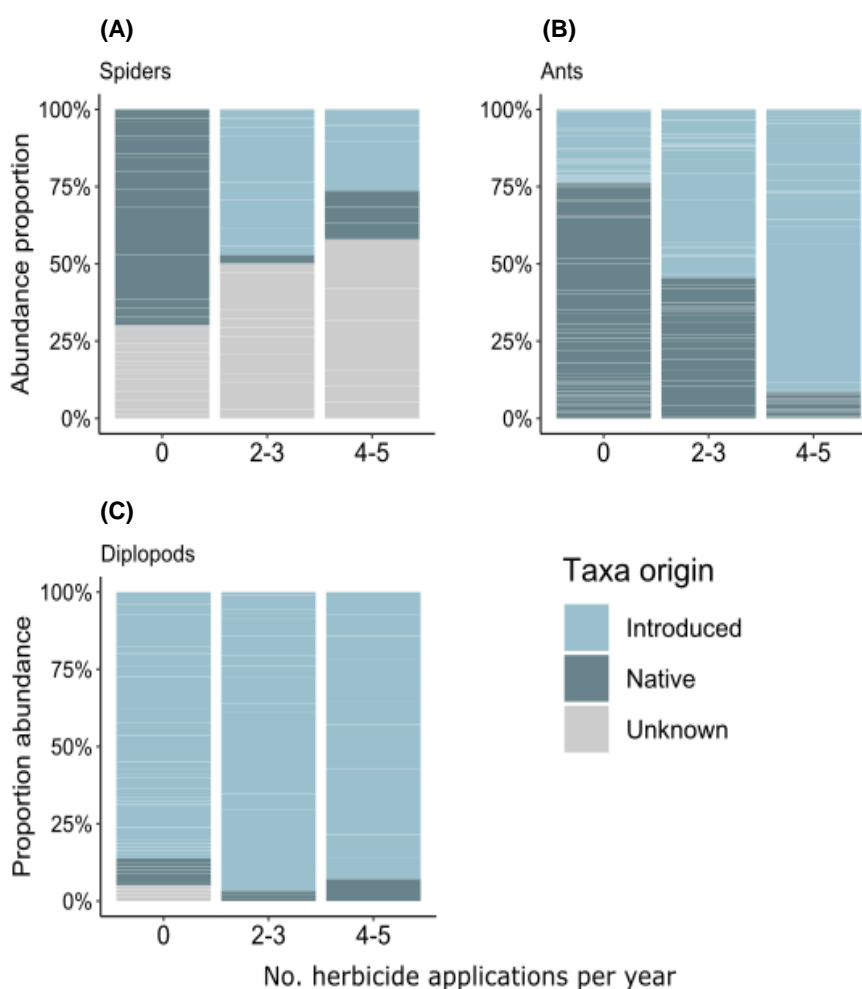 (A)
Spiders
Abundance proportion
100%
75%
50%
25%
0%
0 2-3 4-5
(B)
Ants
100%
75%
50%
25%
0%
0 2-3 4-5
(C)
Diplopods
Proportion abundance
100%
75%
50%
25%
0%
0 2-3 4-5
Taxa origin
Introduced
Native
Unknown
No. herbicide applications per year